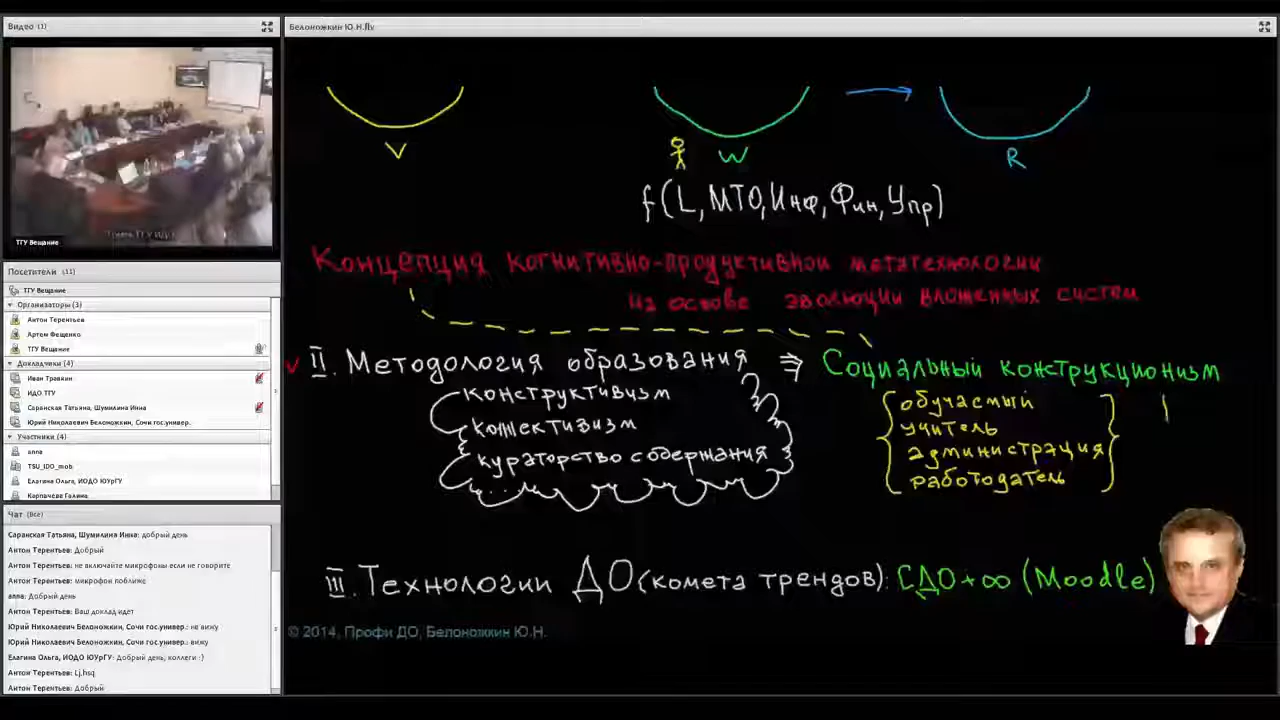 Видео (1)
ТГУ Вещание
Посетители (11)
ТГУ Вещание
Организаторы (3)
Антон Терентьев
Артем Фещенко
ТГУ Вещание
Докладчики (4)
Иван Травкин
ИДО ТГУ
Саранская Татьяна, Шумилина Инна
Юрий Николаевич Белоножкин, Сочи гос.универ.
Участники (4)
anna
TSU_IDO_mob
Елагина Ольга, ИОДО ЮУрГУ
Карпачева Галина
Чат (Все)
Саранская Татьяна, Шумилина Инна: добрый день
Антон Терентьев: Добрый
Антон Терентьев: не включайте микрофоны если не говорите
Антон Терентьев: микрофон поближе
anna: Добрый день
Антон Терентьев: Ваш доклад идет
Юрий Николаевич Белоножкин, Сочи гос.универ.: не вижу
Юрий Николаевич Белоножкин, Сочи гос.универ.: вижу
Елагина Ольга, ИОДО ЮУрГУ: Добрый день, коллеги :)
Антон Терентьев: Lj,hsq
Антон Терентьев: Добрый
Белоножкин Ю.Н.flv
V W R
f(L, МТО, Инф, Фин, Упр)
Концепция когнитивно-продуктивной метатехнологии
на основе эволюции вложенных систем
V II. Методология образования ⇒ Социальный конструкционизм
конструктивизм
коннективизм
кураторство содержания
...
обучаемый
учитель
администрация
работодатель
III. Технологии ДО (комета трендов): СДО+∞ (Moodle)
© 2014, Профи ДО, Белоножкин Ю.Н.